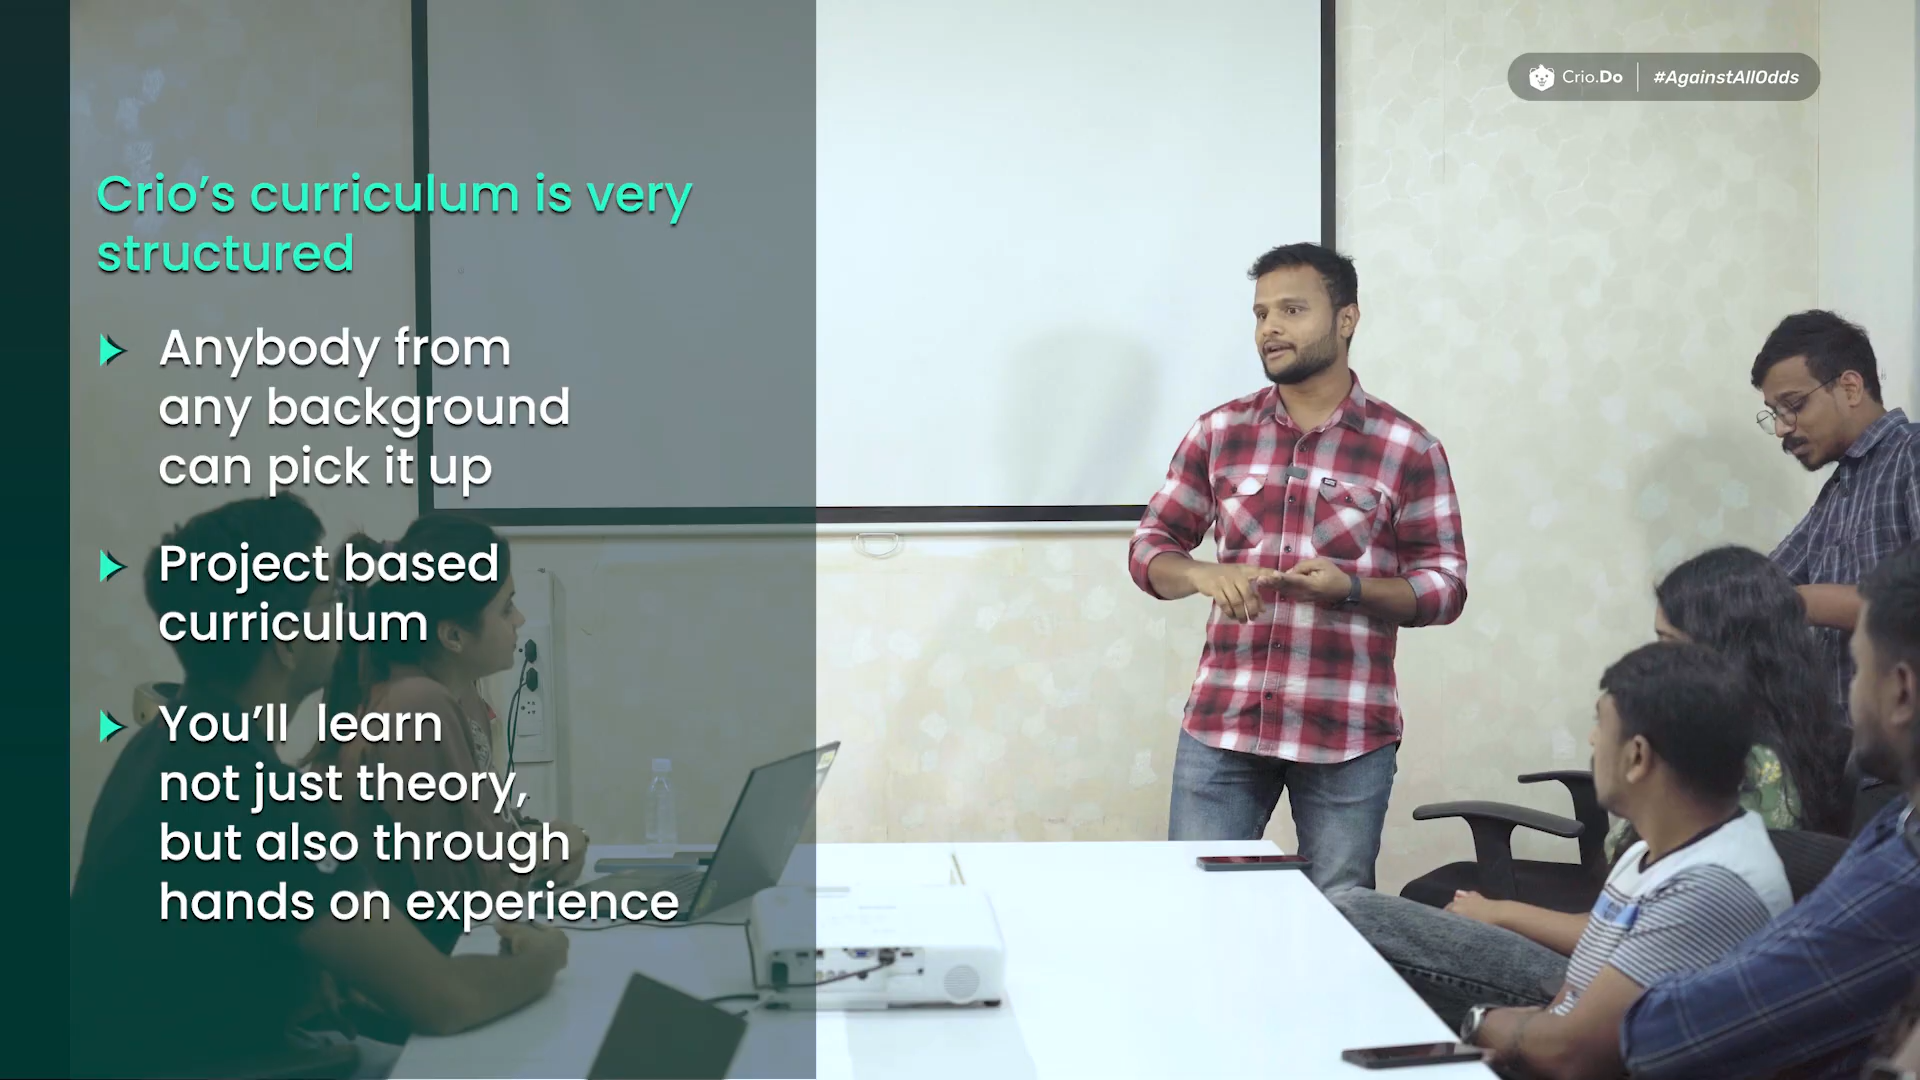 Crio.Do | #AgainstAllOdds
Crio’s curriculum is very
structured
Anybody from
any background
can pick it up
Project based
curriculum
You’ll learn
not just theory,
but also through
hands on experience